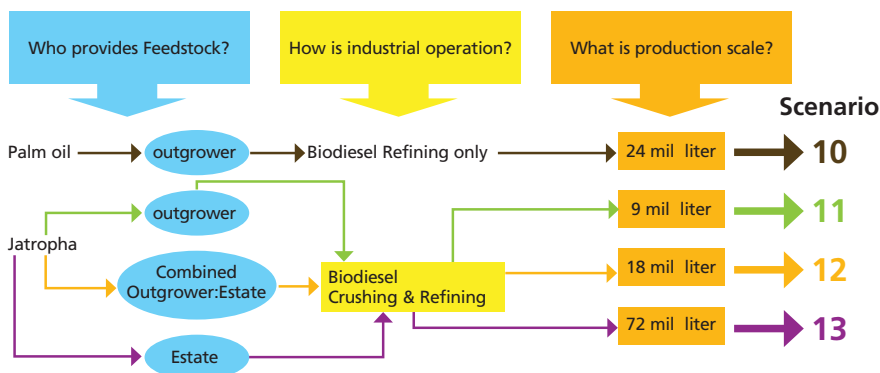 Who provides Feedstock?
How is industrial operation?
What is production scale?
Scenario
Palm oil
outgrower
Biodiesel Refining only
24 mil liter
10
outgrower
9 mil liter
11
Jatropha
Combined
Outgrower:Estate
Biodiesel
Crushing & Refining
18 mil liter
12
72 mil liter
13
Estate